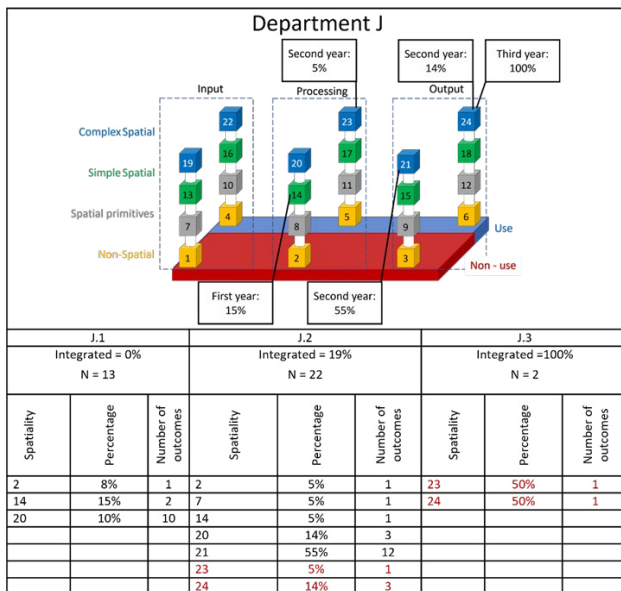 Department J
Second year:
5%
Second year:
14%
Third year:
100%
Input
Processing
Output
Complex Spatial
Simple Spatial
Spatial primitives
Non-Spatial
22
23
24
19
16
20
17
21
18
13
10
14
11
15
12
7
4
8
5
9
6
1
2
3
Use
Non - use
First year:
15%
Second year:
55%
J.1 J.2 J.3
Integrated = 0% Integrated = 19% Integrated =100%
N = 13 N = 22 N = 2
Spatiality Percentage Number of outcomes Spatiality Percentage Number of outcomes Spatiality Percentage Number of outcomes
2 8% 1 2 5% 1 23 50% 1
14 15% 2 7 5% 1 24 50% 1
20 10% 10 14 5% 1
20 14% 3
21 55% 12
23 5% 1
24 14% 3